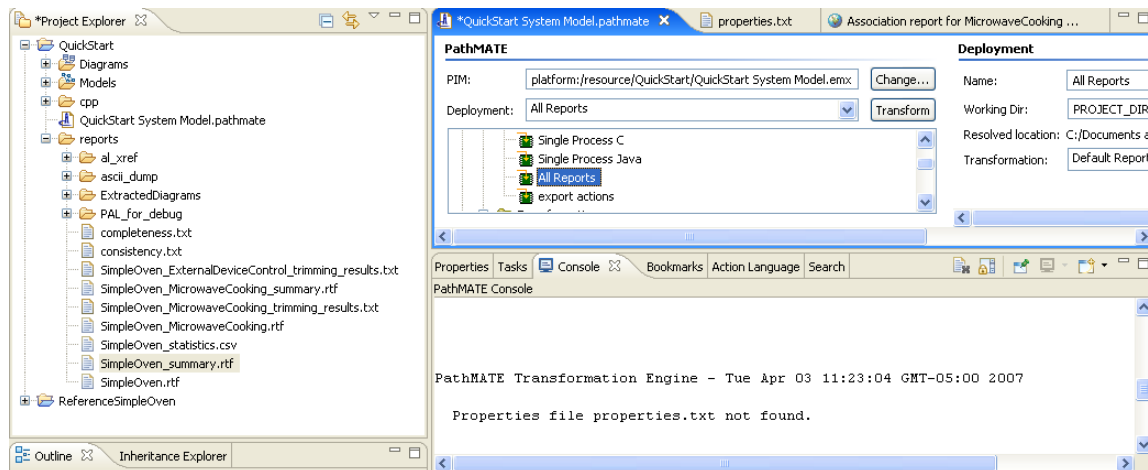 *Project Explorer
QuickStart
Diagrams
Models
cpp
QuickStart System Model.pathmate
reports
al_xref
ascii_dump
ExtractedDiagrams
PAL_for_debug
completeness.txt
consistency.txt
SimpleOven_ExternalDeviceControl_trimming_results.txt
SimpleOven_MicrowaveCooking_summary.rtf
SimpleOven_MicrowaveCooking_trimming_results.txt
SimpleOven_MicrowaveCooking.rtf
SimpleOven_statistics.csv
SimpleOven_summary.rtf
SimpleOven.rtf
ReferenceSimpleOven
Outline Inheritance Explorer
*QuickStart System Model.pathmate properties.txt Association report for MicrowaveCooking ...
PathMATE
PIM: platform:/resource/QuickStart/QuickStart System Model.emx Change...
Deployment: All Reports Transform
Single Process C
Single Process Java
All Reports
export actions
Deployment
Name: All Reports
Working Dir: PROJECT_DIR
Resolved location: C:/Documents a
Transformation: Default Report
Properties Tasks Console Bookmarks Action Language Search
PathMATE Console
PathMATE Transformation Engine - Tue Apr 03 11:23:04 GMT-05:00 2007
Properties file properties.txt not found.